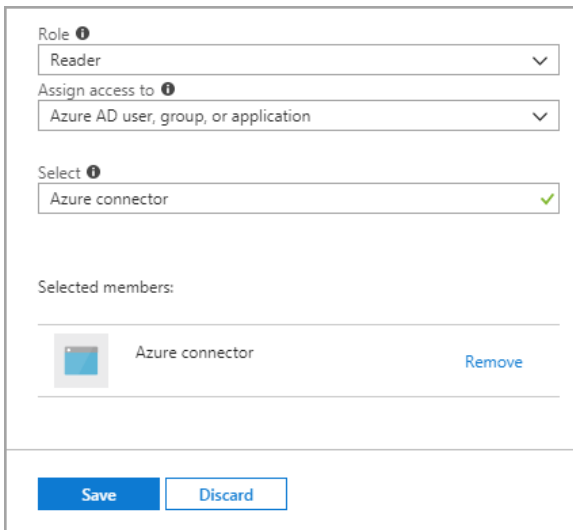 Role
Reader
Assign access to
Azure AD user, group, or application
Select
Azure connector
Selected members:
Azure connector
Remove
Save
Discard